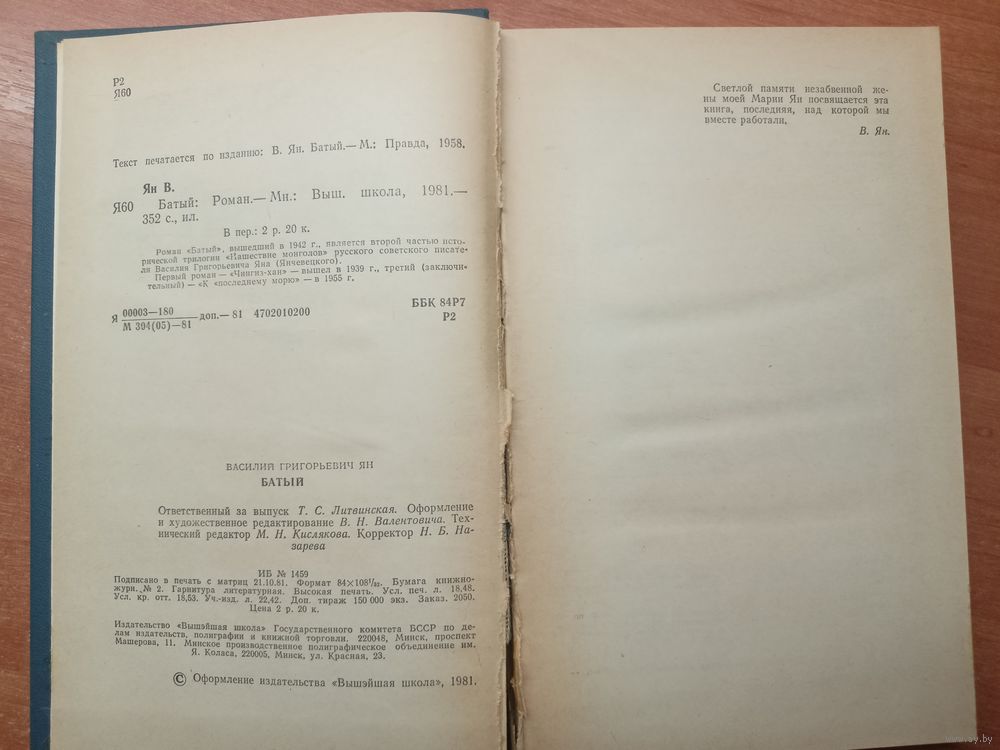 Р2
Я60
Текст печатается по изданию: В. Ян. Батый.— М.: Правда, 1958.
Ян В.
Я60 Батый: Роман.— Мн.: Выш. школа, 1981.—
352 с., ил.
В пер.: 2 р. 20 к.
Роман «Батый», вышедший в 1942 г., является второй частью исто-
рической трилогии «Нашествие монголов» русского советского писате-
ля Василия Григорьевича Яна (Янчевецкого).
Первый роман — «Чингиз-хан» — вышел в 1939 г., третий (заключи-
тельный) — «К «последнему морю» — в 1955 г.
Я 00003—180
М 304(05)—81 доп.— 81 4702010200
ББК 84Р7
Р2
ВАСИЛИЙ ГРИГОРЬЕВИЧ ЯН
БАТЫЙ
Ответственный за выпуск Т. С. Литвинская. Оформление
и художественное редактирование В. Н. Валентовича. Тех-
нический редактор М. Н. Кислякова. Корректор Н. Б. На-
зарева
ИБ № 1459
Подписано в печать с матриц 21.10.81. Формат 84×108¹/₃₂. Бумага книжно-
журн. № 2. Гарнитура литературная. Высокая печать. Усл. печ. л. 18,48.
Усл. кр. отт. 18,53. Уч.-изд. л. 22,42. Доп. тираж 150 000 экз. Заказ. 2050.
Цена 2 р. 20 к.
Издательство «Вышэйшая школа» Государственного комитета БССР по де-
лам издательств, полиграфии и книжной торговли. 220048, Минск, проспект
Машерова, 11. Минское производственное полиграфическое объединение им.
Я. Коласа, 220005, Минск, ул. Красная, 23.
© Оформление издательства «Вышэйшая школа», 1981.
Светлой памяти незабвенной же-
ны моей Марии Ян посвящается эта
книга, последняя, над которой мы
вместе работали.
В. Ян.
www.ay.by